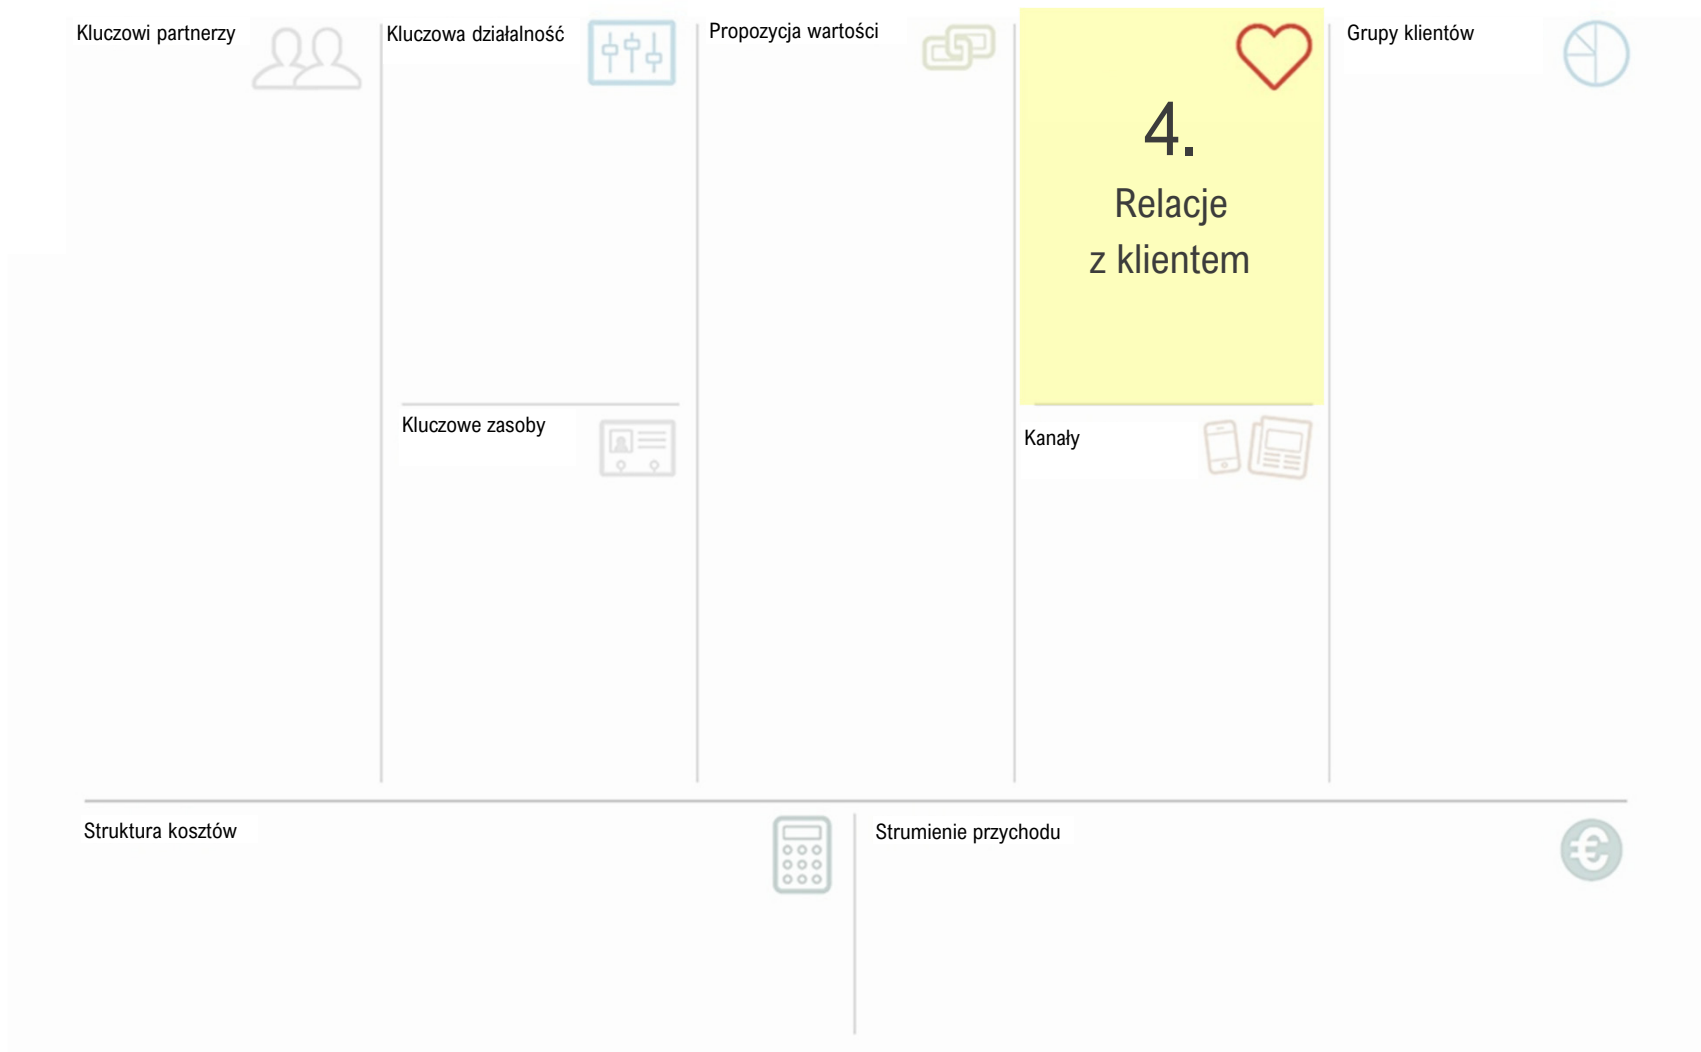 Kluczowi partnerzy
Kluczowa działalność
Propozycja wartości
4.
Relacje
z klientem
Grupy klientów
Kluczowe zasoby
Kanały
Struktura kosztów
Strumienie przychodu
€